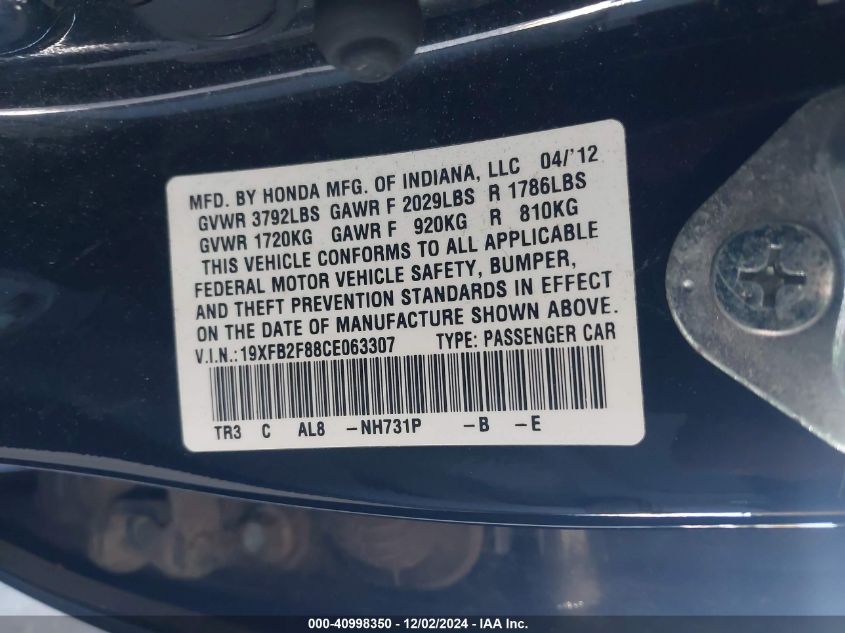 MFD. BY HONDA MFG. OF INDIANA, LLC 04/'12
GVWR 3792LBS GAWR F 2029LBS R 1786LBS
GVWR 1720KG GAWR F 920KG R 810KG
THIS VEHICLE CONFORMS TO ALL APPLICABLE
FEDERAL MOTOR VEHICLE SAFETY, BUMPER,
AND THEFT PREVENTION STANDARDS IN EFFECT
ON THE DATE OF MANUFACTURE SHOWN ABOVE.
V.I.N.:19XFB2F88CE063307 TYPE: PASSENGER CAR
TR3 C AL8 -NH731P -B -E
000-40998350 - 12/02/2024 - IAA Inc.